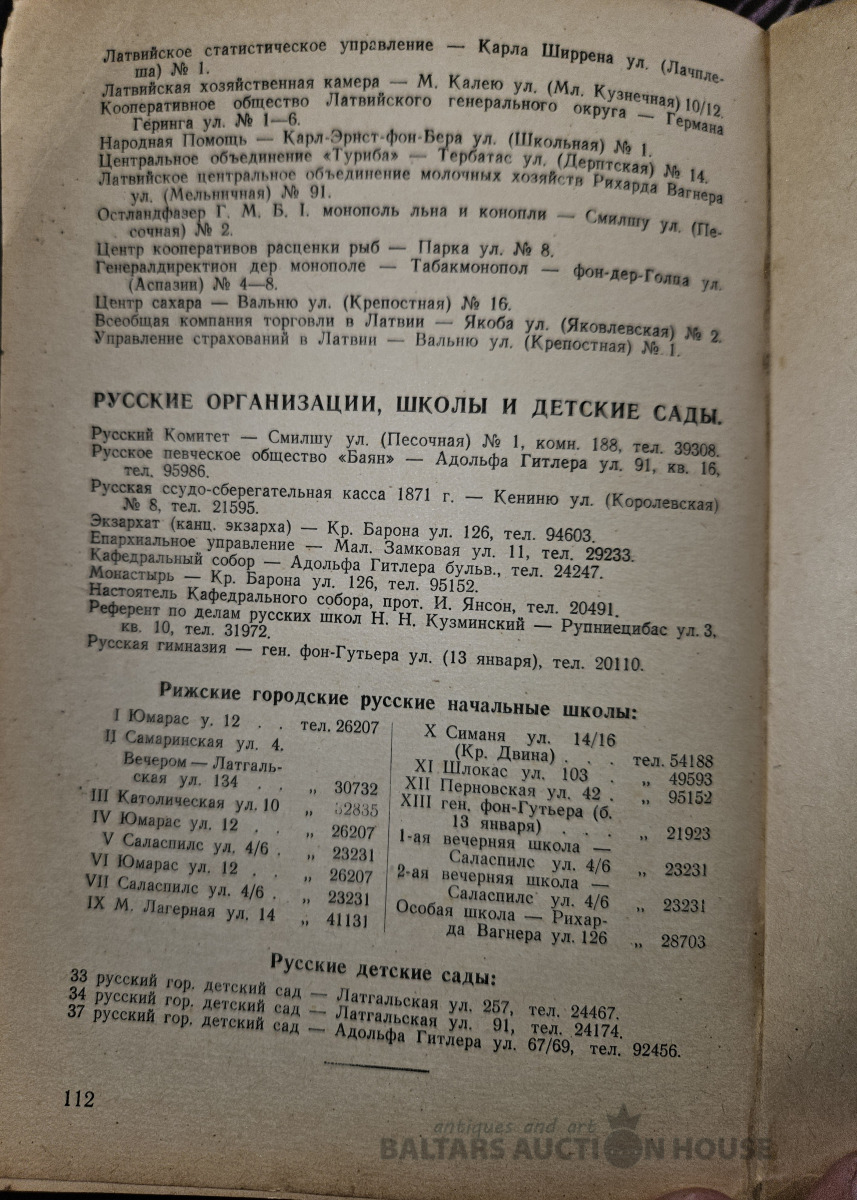 Латвийское статистическое управление — Карла Ширрена ул. (Лачпле-
ша) № 1.
Латвийская хозяйственная камера — М. Калею ул. (Мл. Кузнечная) 10/12.
Кооперативное общество Латвийского генерального округа — Германа
Геринга ул. № 1—6.
Народная Помощь — Карл-Эрнст-фон-Бера ул. (Школьная) № 1.
Центральное объединение «Туриба» — Тербатас ул. (Дерптская) № 14.
Латвийское центральное объединение молочных хозяйств Рихарда Вагнера
ул. (Мельничная) № 91.
Остландфазер Г. М. Б. I. монополь льна и конопли — Смилшу ул. (Пе-
сочная) № 2.
Центр кооперативов расценки рыб — Парка ул. № 8.
Генералдиректион дер монополе — Табакмонопол — фон-дер-Голца ул.
(Аспазии) № 4—8.
Центр сахара — Вальню ул. (Крепостная) № 16.
Всеобщая компания торговли в Латвии — Якоба ул. (Яковлевская) № 2.
Управление страхований в Латвии — Вальню ул. (Крепостная) № 1.
РУССКИЕ ОРГАНИЗАЦИИ, ШКОЛЫ И ДЕТСКИЕ САДЫ.
Русский Комитет — Смилшу ул. (Песочная) № 1, комн. 188, тел. 39308.
Русское певческое общество «Баян» — Адольфа Гитлера ул. 91, кв. 16,
тел. 95986.
Русская ссудо-сберегательная касса 1871 г. — Кениню ул. (Королевская)
№ 8, тел. 21595.
Экзархат (канц. экзарха) — Кр. Барона ул. 126, тел. 94603.
Епархиальное управление — Мал. Замковая ул. 11, тел. 29233.
Кафедральный собор — Адольфа Гитлера бульв., тел. 24247.
Монастырь — Кр. Барона ул. 126, тел. 95152.
Настоятель Кафедрального собора, прот. И. Янсон, тел. 20491.
Референт по делам русских школ Н. Н. Кузминский — Рупниецибас ул. 3,
кв. 10, тел. 31972.
Русская гимназия — ген. фон-Гутьера ул. (13 января), тел. 20110.
Рижские городские русские начальные школы:
I Юмарас у. 12 . . тел. 26207
II Самаринская ул. 4.
Вечером — Латгаль-
ская ул. 134 . . „ 30732
III Католическая ул. 10 „ 32835
IV Юмарас ул. 12 . . „ 26207
V Саласпилс ул. 4/6 . „ 23231
VI Юмарас ул. 12 . . „ 26207
VII Саласпилс ул. 4/6 . „ 23231
IX М. Лагерная ул. 14 „ 41131
X Симаня ул. 14/16
(Кр. Двина) . . . тел. 54188
XI Шлокас ул. 103 . „ 49593
XII Перновская ул. 42 . „ 95152
XIII ген. фон-Гутьера (б.
13 января) . . . „ 21923
1-ая вечерняя школа —
Саласпилс ул. 4/6 „ 23231
2-ая вечерняя школа —
Саласпилс ул. 4/6 „ 23231
Особая школа — Рихар-
да Вагнера ул. 126 „ 28703
Русские детские сады:
33 русский гор. детский сад — Латгальская ул. 257, тел. 24467.
34 русский гор. детский сад — Латгальская ул. 91, тел. 24174.
37 русский гор. детский сад — Адольфа Гитлера ул. 67/69, тел. 92456.
112
antiques and art
BALTARS AUCTION HOUSE